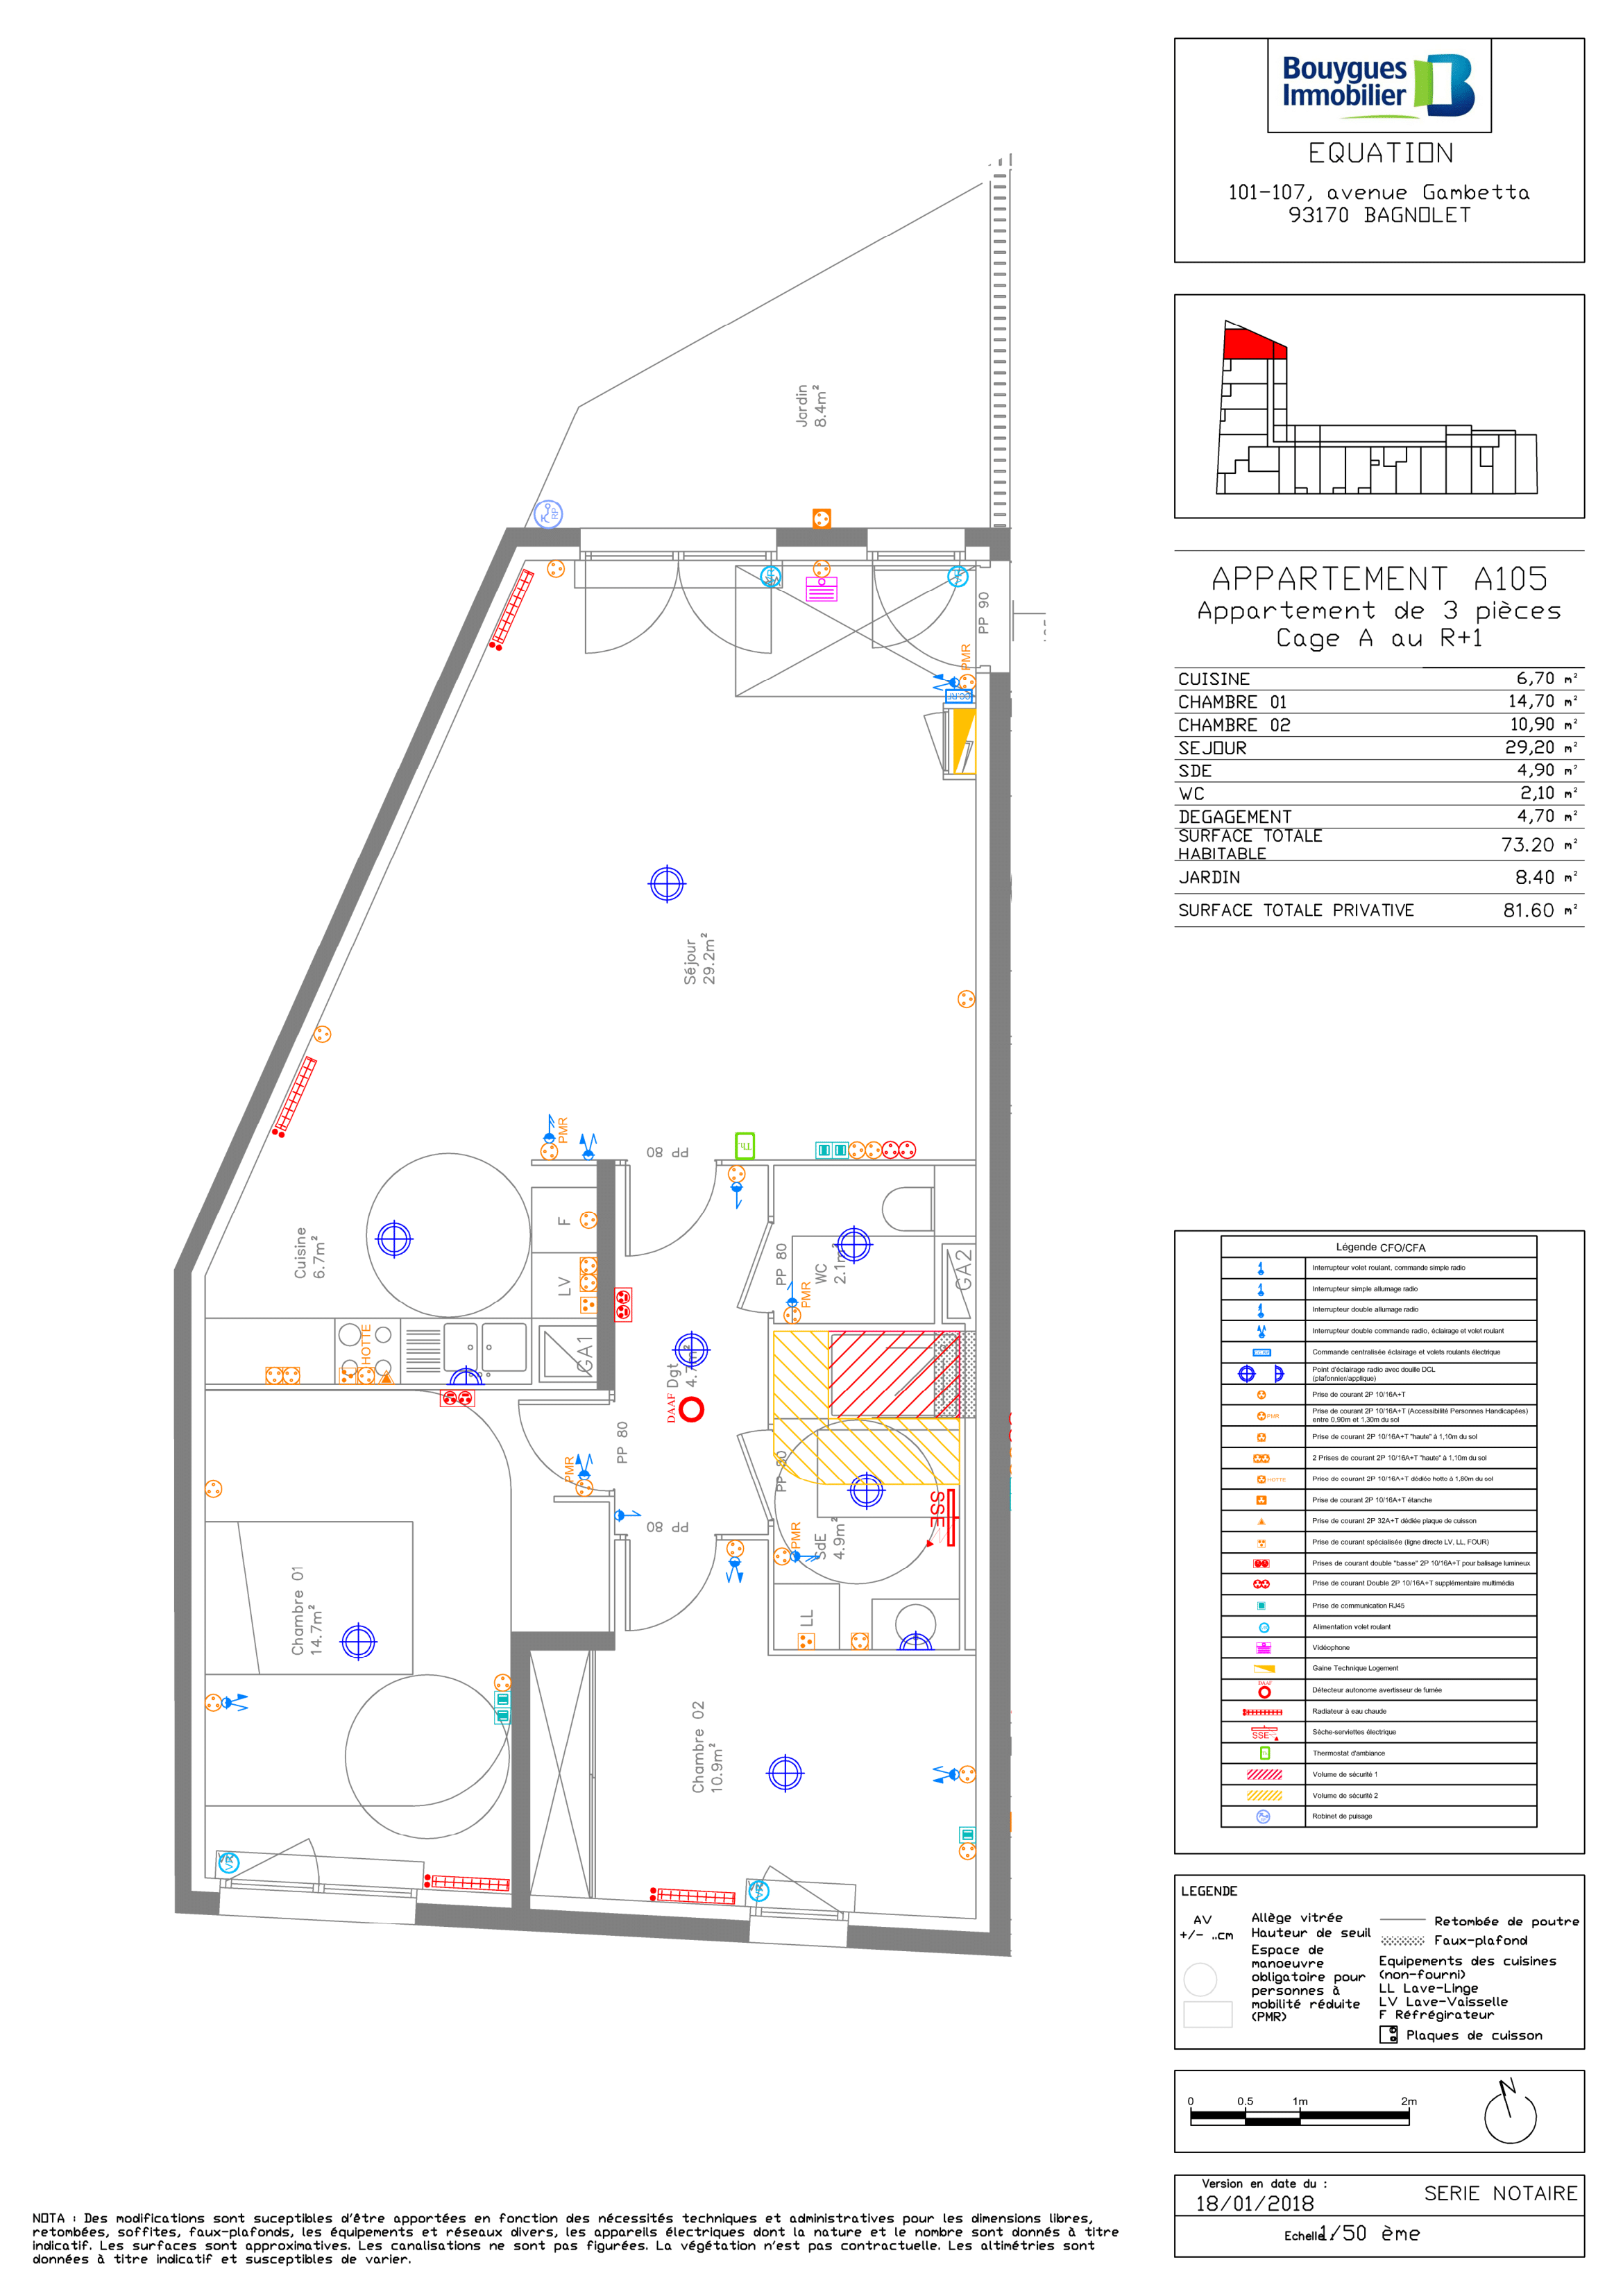 Bouygues
Immobilier
EQUATION
101-107, avenue Gambetta
93170 BAGNOLET
APPARTEMENT A105
Appartement de 3 pièces
Cage A au R+1
CUISINE 6,70 m²
CHAMBRE 01 14,70 m²
CHAMBRE 02 10,90 m²
SEJOUR 29,20 m²
SDE 4,90 m²
WC 2,10 m²
DEGAGEMENT 4,70 m²
SURFACE TOTALE
HABITABLE 73.20 m²
JARDIN 8.40 m²
SURFACE TOTALE PRIVATIVE 81.60 m²
Jardin
8.4m²
RP
VR
VR
PP 90
PMR
Séjour
29.2m²
PMR
PP 80
Cuisine
6.7m²
F
LV
HOTTE
GA1
PP 80
WC
2.1m²
PMR
GA2
Dgt
4.7m²
DAAF
PP 80
PMR
PP 80
PP 80
SSE
PMR
SdE
4.9m²
LL
Chambre 01
14.7m²
Chambre 02
10.9m²
VR
VR
Légende CFO/CFA
Interrupteur volet roulant, commande simple radio
Interrupteur simple allumage radio
Interrupteur double allumage radio
Interrupteur double commande radio, éclairage et volet roulant
Commande centralisée éclairage et volets roulants électrique
Point d'éclairage radio avec douille DCL
(plafonnier/applique)
Prise de courant 2P 10/16A+T
PMR Prise de courant 2P 10/16A+T (Accessibilité Personnes Handicapées)
entre 0,90m et 1,30m du sol
Prise de courant 2P 10/16A+T "haute" à 1,10m du sol
2 Prises de courant 2P 10/16A+T "haute" à 1,10m du sol
HOTTE Prise de courant 2P 10/16A+T dédiée hotte à 1,80m du sol
Prise de courant 2P 10/16A+T étanche
Prise de courant 2P 32A+T dédiée plaque de cuisson
Prise de courant spécialisée (ligne directe LV, LL, FOUR)
Prises de courant double "basse" 2P 10/16A+T pour balisage lumineux
Prise de courant Double 2P 10/16A+T supplémentaire multimédia
Prise de communication RJ45
Alimentation volet roulant
Vidéophone
Gaine Technique Logement
DAAF Détecteur autonome avertisseur de fumée
Radiateur à eau chaude
SSE Sèche-serviettes électrique
Thermostat d'ambiance
Volume de sécurité 1
Volume de sécurité 2
Robinet de puisage
LEGENDE
AV Allège vitrée
+/- ..cm Hauteur de seuil
Espace de
manoeuvre
obligatoire pour
personnes à
mobilité réduite
(PMR)
Retombée de poutre
Faux-plafond
Equipements des cuisines
(non-fourni)
LL Lave-Linge
LV Lave-Vaisselle
F Réfrégirateur
Plaques de cuisson
0 0.5 1m 2m
N
Version en date du :
18/01/2018
SERIE NOTAIRE
Echelle : 1/50 ème
NOTA : Des modifications sont suceptibles d'être apportées en fonction des nécessités techniques et administratives pour les dimensions libres,
retombées, soffites, faux-plafonds, les équipements et réseaux divers, les appareils électriques dont la nature et le nombre sont donnés à titre
indicatif. Les surfaces sont approximatives. Les canalisations ne sont pas figurées. La végétation n'est pas contractuelle. Les altimétries sont
données à titre indicatif et susceptibles de varier.